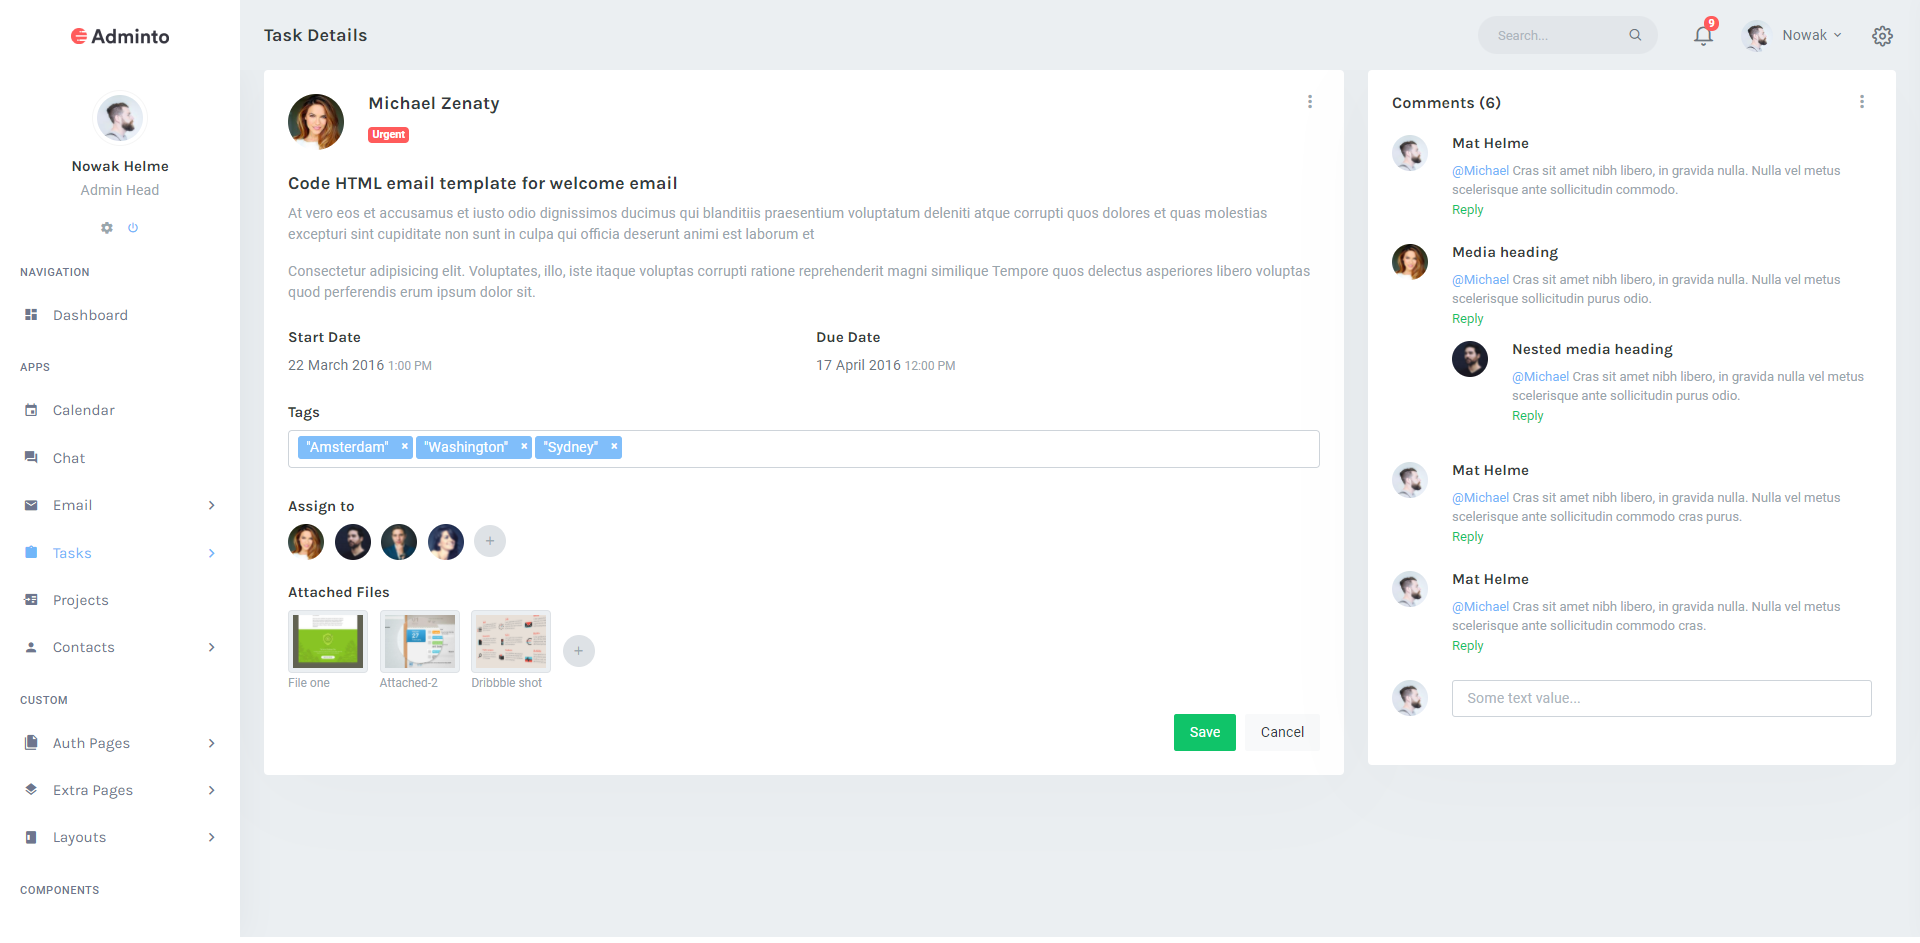 Adminto
Nowak Helme
Admin Head
NAVIGATION
Dashboard
APPS
Calendar
Chat
Email
Tasks
Projects
Contacts
CUSTOM
Auth Pages
Extra Pages
Layouts
COMPONENTS
Task Details
Search...
9
Nowak
Michael Zenaty
Urgent
Code HTML email template for welcome email
At vero eos et accusamus et iusto odio dignissimos ducimus qui blanditiis praesentium voluptatum deleniti atque corrupti quos dolores et quas molestias
excepturi sint cupiditate non sunt in culpa qui officia deserunt animi est laborum et
Consectetur adipisicing elit. Voluptates, illo, iste itaque voluptas corrupti ratione reprehenderit magni similique Tempore quos delectus asperiores libero voluptas
quod perferendis erum ipsum dolor sit.
Start Date
22 March 2016 1:00 PM
Due Date
17 April 2016 12:00 PM
Tags
"Amsterdam" × "Washington" × "Sydney" ×
Assign to
+
Attached Files
27
+
File one
Attached-2
Dribbble shot
Save
Cancel
Comments (6)
Mat Helme
@Michael Cras sit amet nibh libero, in gravida nulla. Nulla vel metus
scelerisque ante sollicitudin commodo.
Reply
Media heading
@Michael Cras sit amet nibh libero, in gravida nulla. Nulla vel metus
scelerisque sollicitudin purus odio.
Reply
Nested media heading
@Michael Cras sit amet nibh libero, in gravida nulla vel metus
scelerisque ante sollicitudin purus odio.
Reply
Mat Helme
@Michael Cras sit amet nibh libero, in gravida nulla. Nulla vel metus
scelerisque ante sollicitudin commodo cras purus.
Reply
Mat Helme
@Michael Cras sit amet nibh libero, in gravida nulla. Nulla vel metus
scelerisque ante sollicitudin commodo cras.
Reply
Some text value...